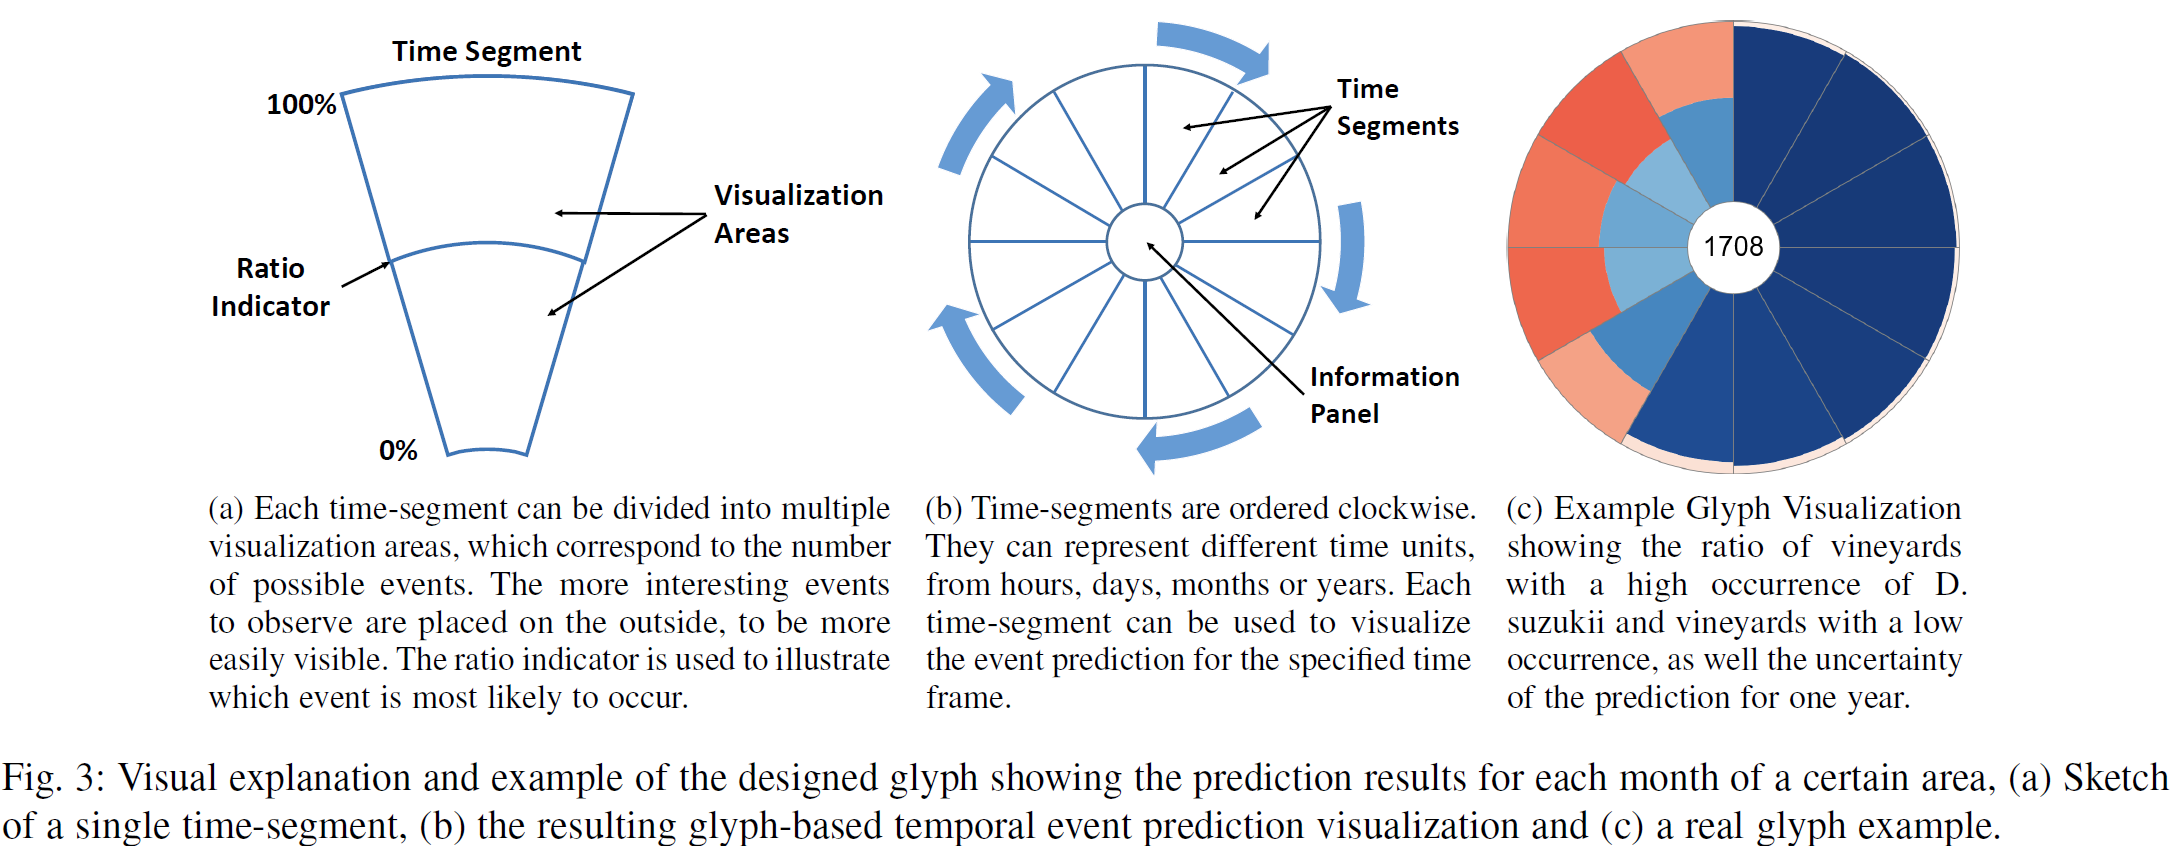 Time Segment
100%
Visualization
Areas
Ratio
Indicator
0%
Time
Segments
Information
Panel
1708
(a) Each time-segment can be divided into multiple
visualization areas, which correspond to the number
of possible events. The more interesting events
to observe are placed on the outside, to be more
easily visible. The ratio indicator is used to illustrate
which event is most likely to occur.
(b) Time-segments are ordered clockwise.
They can represent different time units,
from hours, days, months or years. Each
time-segment can be used to visualize
the event prediction for the specified time
frame.
(c) Example Glyph Visualization
showing the ratio of vineyards
with a high occurrence of D.
suzukii and vineyards with a low
occurrence, as well the uncertainty
of the prediction for one year.
Fig. 3: Visual explanation and example of the designed glyph showing the prediction results for each month of a certain area, (a) Sketch
of a single time-segment, (b) the resulting glyph-based temporal event prediction visualization and (c) a real glyph example.